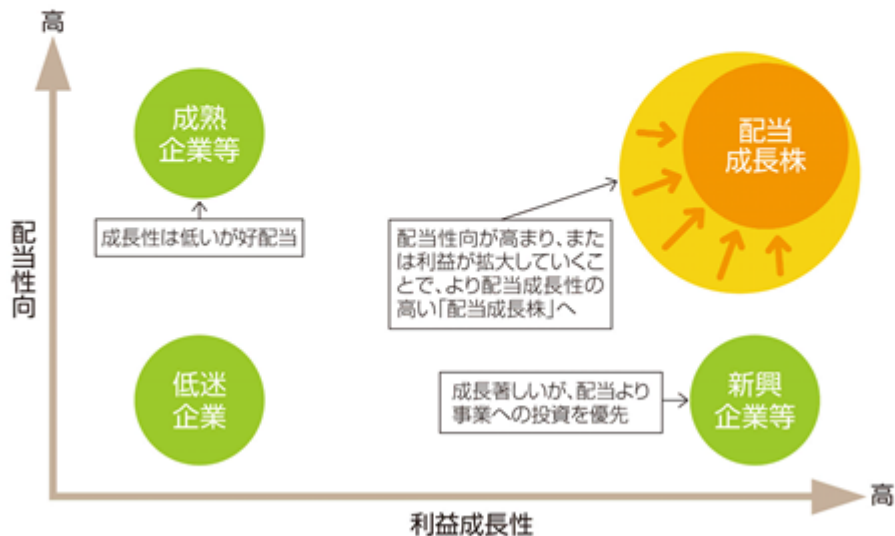 高
成熟
企業等
配当
成長株
成長性は低いが好配当
配当性向が高まり、また
は利益が拡大していくこ
とで、より配当成長性の
高い「配当成長株」へ
配当性向
低迷
企業
成長著しいが、配当より
事業への投資を優先
新興
企業等
高
利益成長性